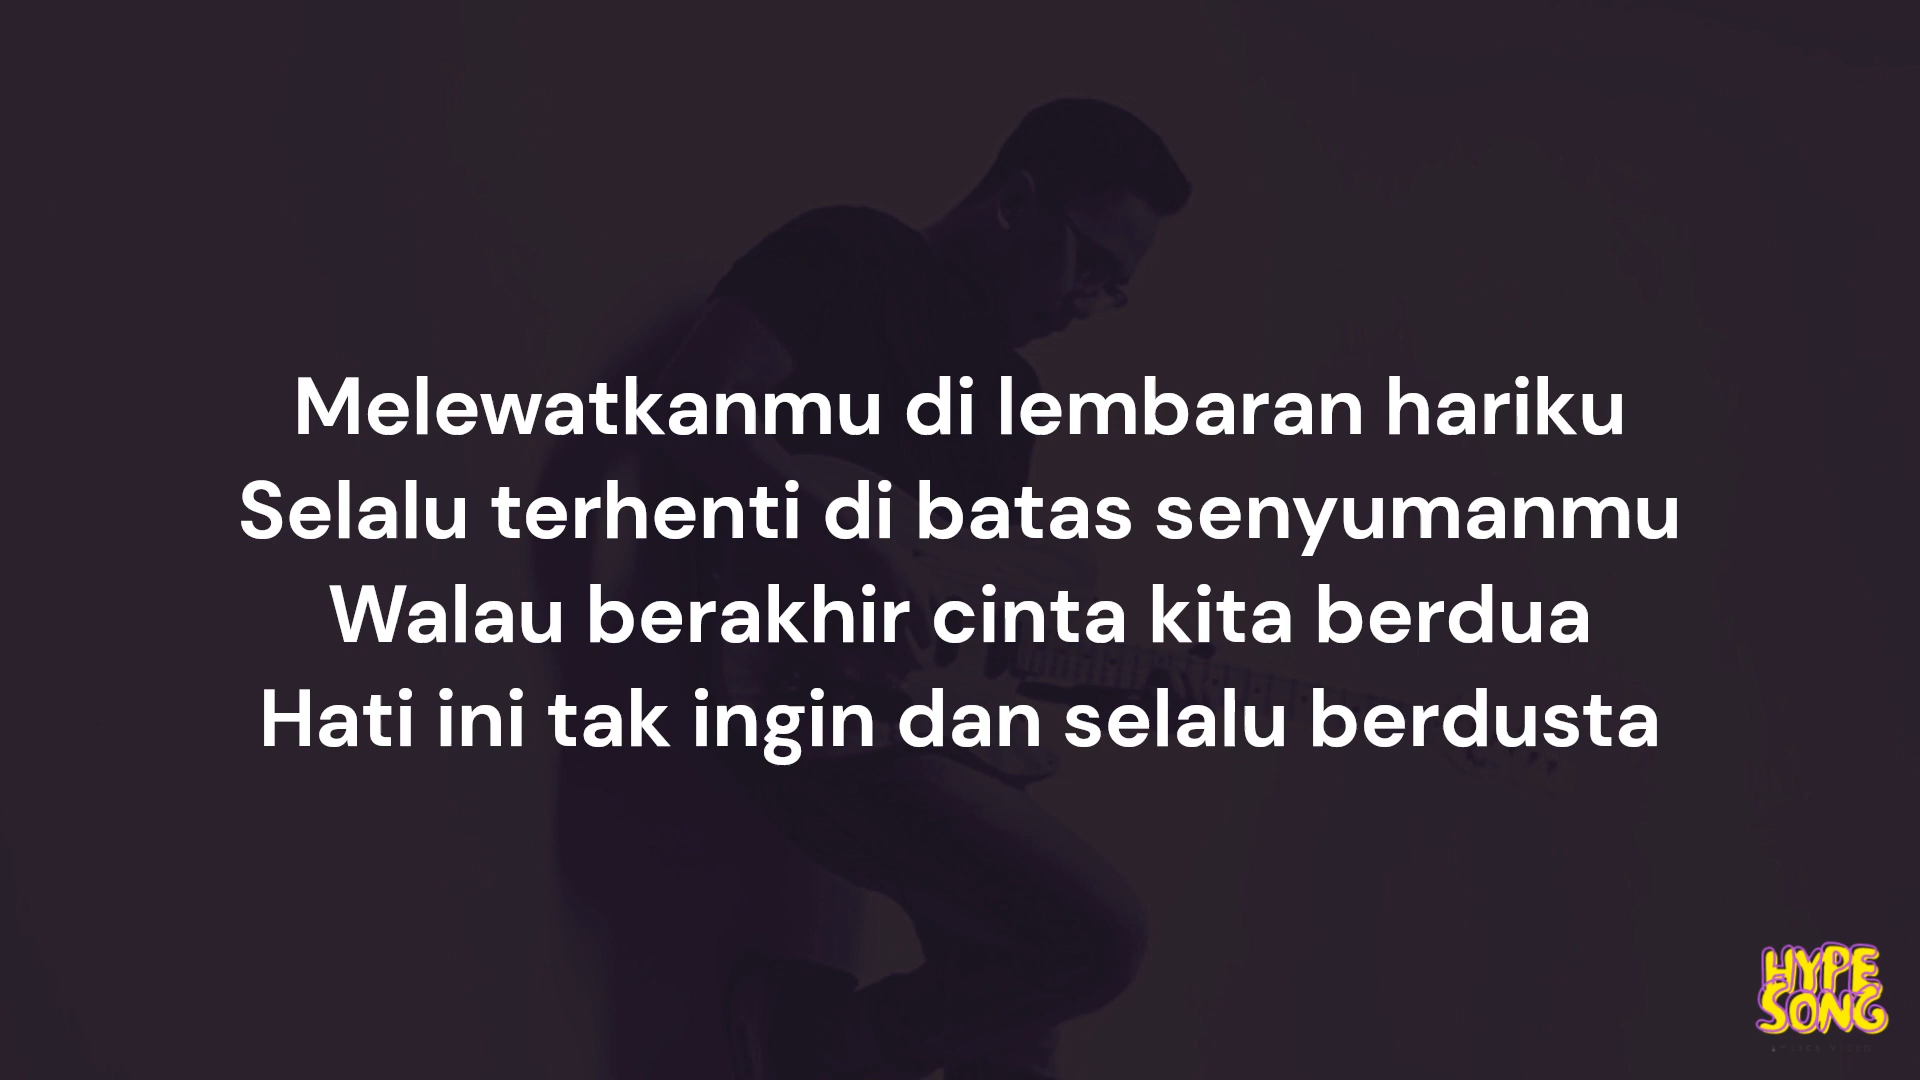 Melewatkanmu di lembaran hariku
Selalu terhenti di batas senyumanmu
Walau berakhir cinta kita berdua
Hati ini tak ingin dan selalu berdusta
HYPE
SONG